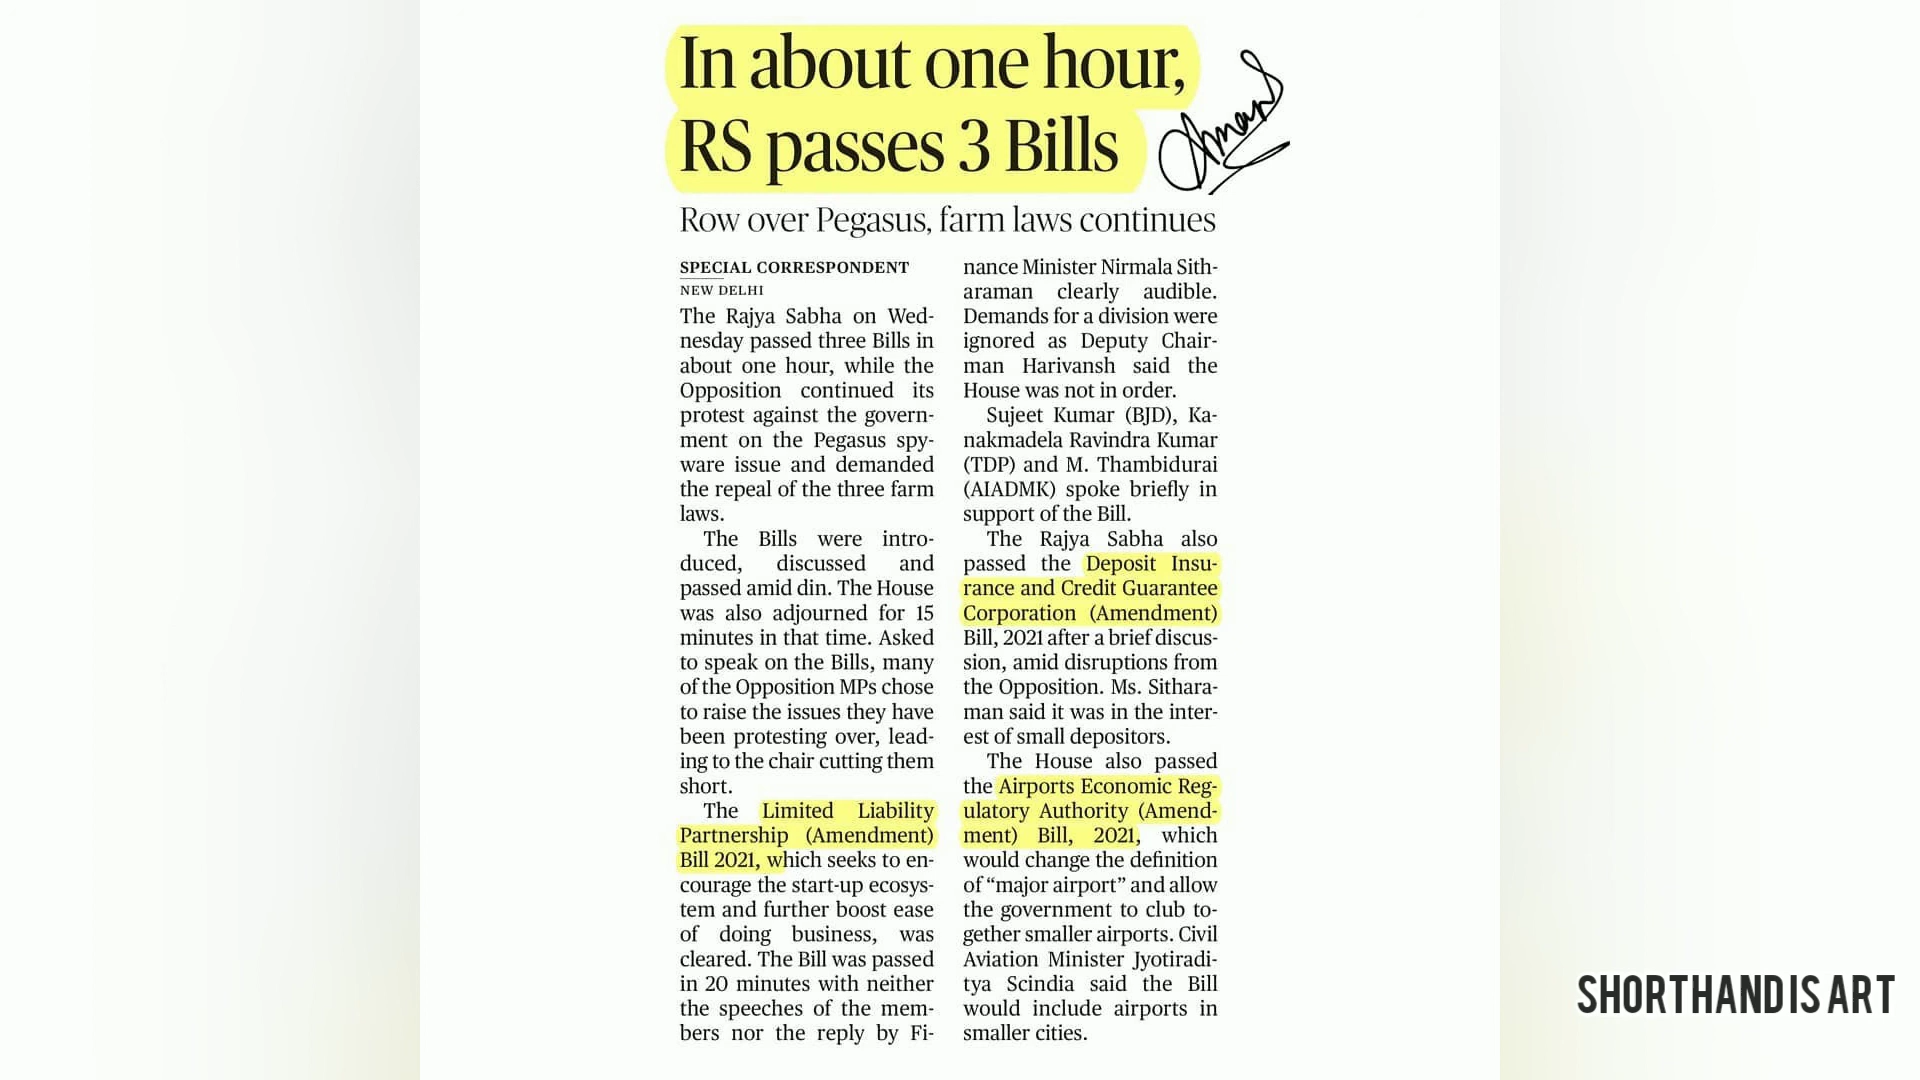 In about one hour,
RS passes 3 Bills
Aman
Row over Pegasus, farm laws continues
SPECIAL CORRESPONDENT
NEW DELHI
The Rajya Sabha on Wed-
nesday passed three Bills in
about one hour, while the
Opposition continued its
protest against the govern-
ment on the Pegasus spy-
ware issue and demanded
the repeal of the three farm
laws.
The Bills were intro-
duced, discussed and
passed amid din. The House
was also adjourned for 15
minutes in that time. Asked
to speak on the Bills, many
of the Opposition MPs chose
to raise the issues they have
been protesting over, lead-
ing to the chair cutting them
short.
The Limited Liability
Partnership (Amendment)
Bill 2021, which seeks to en-
courage the start-up ecosys-
tem and further boost ease
of doing business, was
cleared. The Bill was passed
in 20 minutes with neither
the speeches of the mem-
bers nor the reply by Fi-
nance Minister Nirmala Sith-
araman clearly audible.
Demands for a division were
ignored as Deputy Chair-
man Harivansh said the
House was not in order.
Sujeet Kumar (BJD), Ka-
nakmadela Ravindra Kumar
(TDP) and M. Thambidurai
(AIADMK) spoke briefly in
support of the Bill.
The Rajya Sabha also
passed the Deposit Insu-
rance and Credit Guarantee
Corporation (Amendment)
Bill, 2021 after a brief discus-
sion, amid disruptions from
the Opposition. Ms. Sithara-
man said it was in the inter-
est of small depositors.
The House also passed
the Airports Economic Reg-
ulatory Authority (Amend-
ment) Bill, 2021, which
would change the definition
of “major airport” and allow
the government to club to-
gether smaller airports. Civil
Aviation Minister Jyotiradi-
tya Scindia said the Bill
would include airports in
smaller cities.
SHORTHAND IS ART